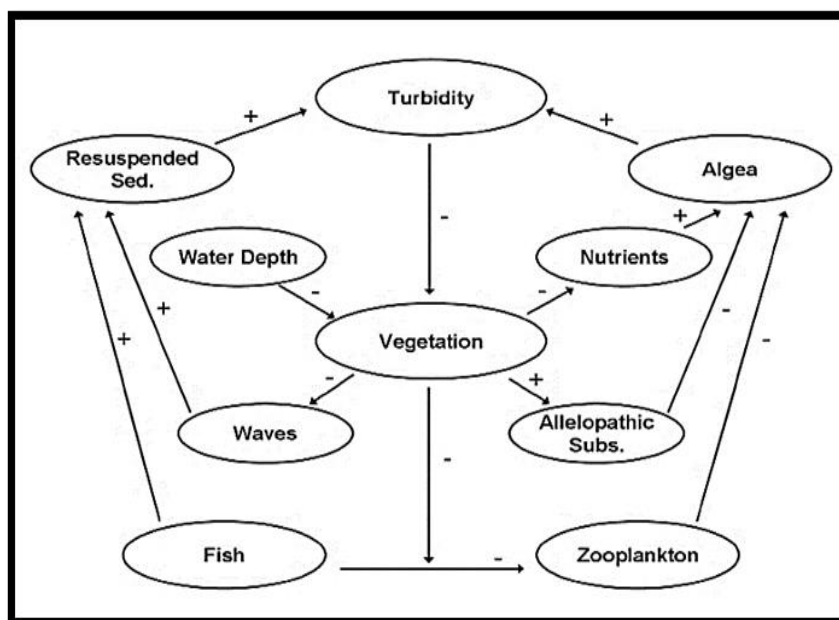 Turbidity
+
+
Resuspended
Sed.
Algea
-
+
Water Depth
Nutrients
-
-
+
+
-
-
Vegetation
-
+
Waves
Allelopathic
Subs.
-
Fish
-
Zooplankton